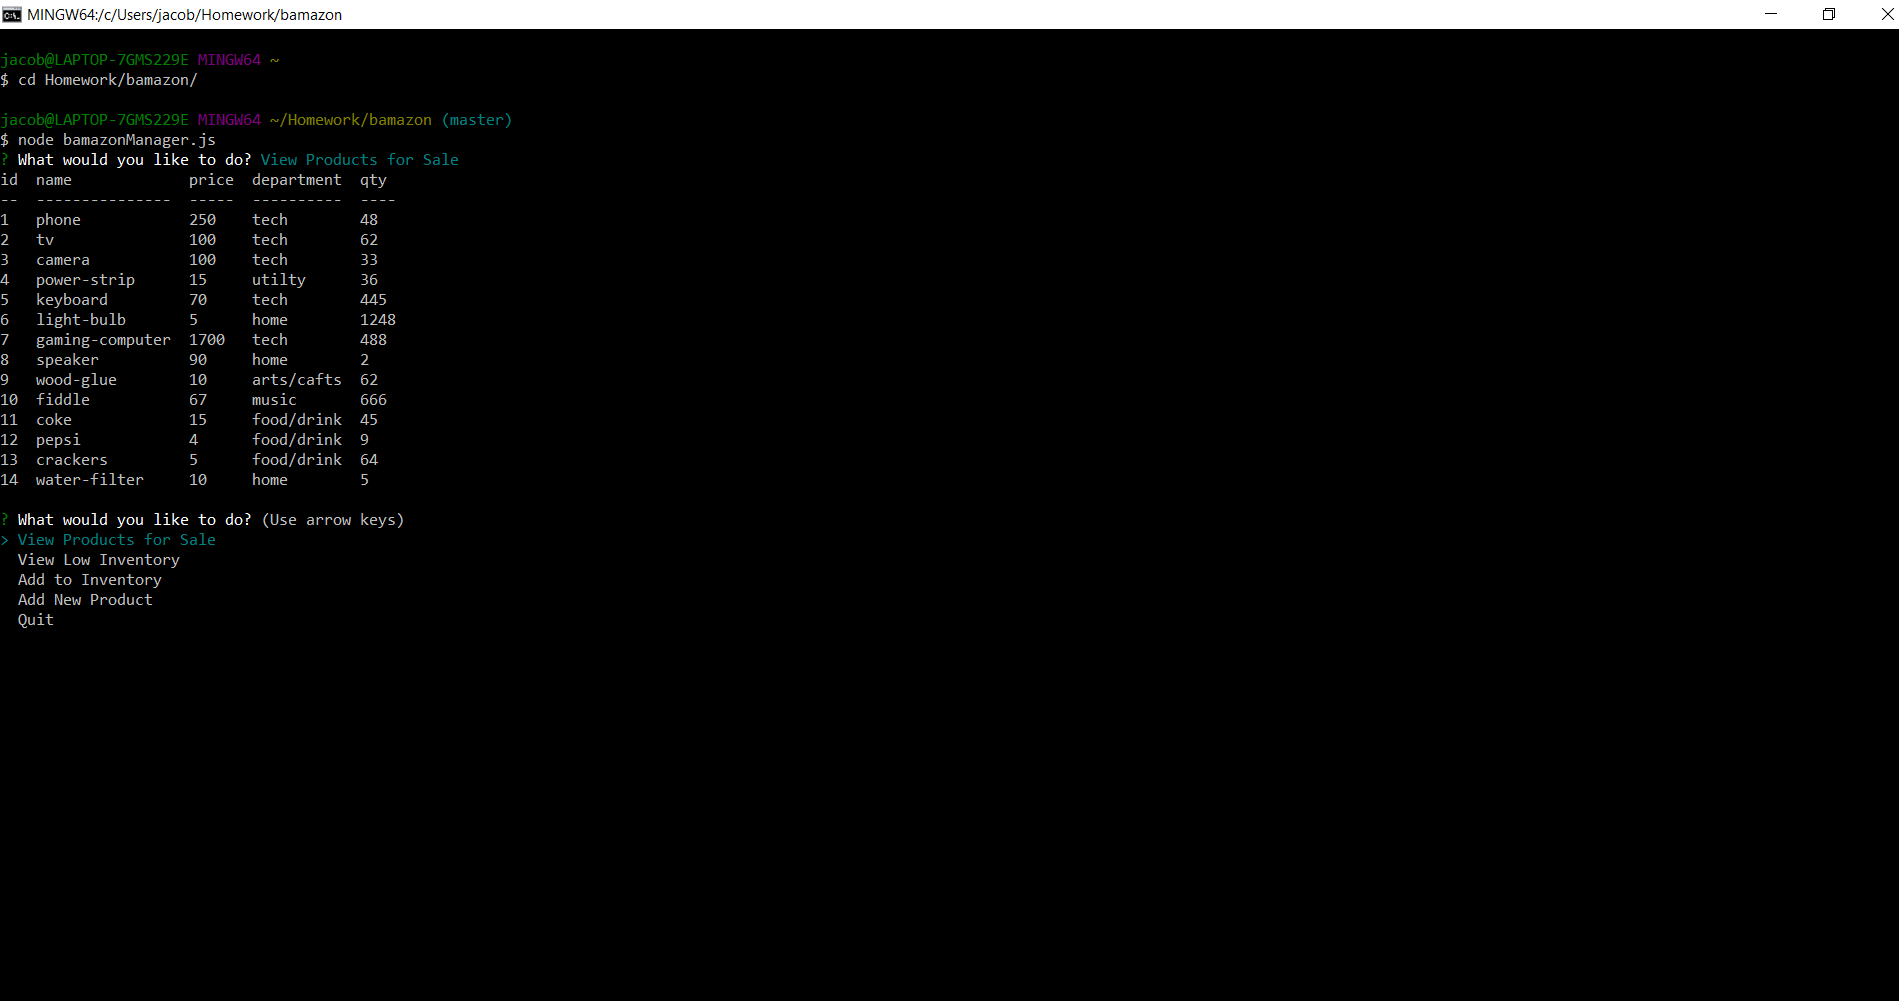 MINGW64:/c/Users/jacob/Homework/bamazon
jacob@LAPTOP-7GMS229E MINGW64 ~
$ cd Homework/bamazon/
jacob@LAPTOP-7GMS229E MINGW64 ~/Homework/bamazon (master)
$ node bamazonManager.js
? What would you like to do? View Products for Sale
id  name             price  department  qty
--  ---------------  -----  ----------  ----
1   phone            250    tech        48
2   tv               100    tech        62
3   camera           100    tech        33
4   power-strip      15     utilty      36
5   keyboard         70     tech        445
6   light-bulb       5      home        1248
7   gaming-computer  1700   tech        488
8   speaker          90     home        2
9   wood-glue        10     arts/cafts  62
10  fiddle           67     music       666
11  coke             15     food/drink  45
12  pepsi            4      food/drink  9
13  crackers         5      food/drink  64
14  water-filter     10     home        5
? What would you like to do? (Use arrow keys)
> View Products for Sale
  View Low Inventory
  Add to Inventory
  Add New Product
  Quit